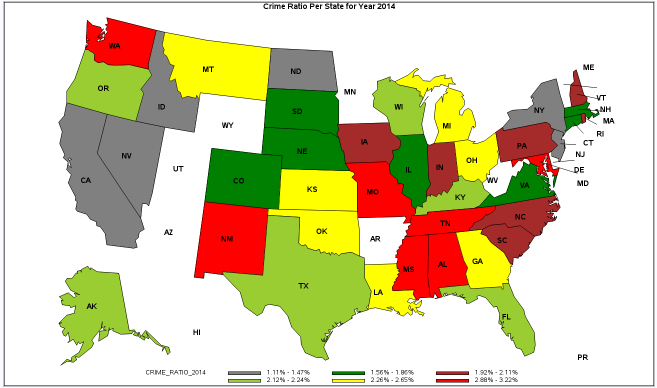 Crime Ratio Per State for Year 2014
WA
ME
MT
ND
MN
VT
OR
NH
ID
SD
WI
NY
MA
WY
MI
RI
IA
PA
CT
NE
NV
OH
NJ
UT
IL
IN
DE
CA
CO
WV
VA
MD
KS
MO
KY
NC
TN
AZ
NM
OK
AR
SC
MS
AL
GA
TX
LA
AK
FL
HI
PR
CRIME_RATIO_2014
1.11% - 1.47%
1.56% - 1.86%
1.92% - 2.11%
2.12% - 2.24%
2.26% - 2.65%
2.88% - 3.22%